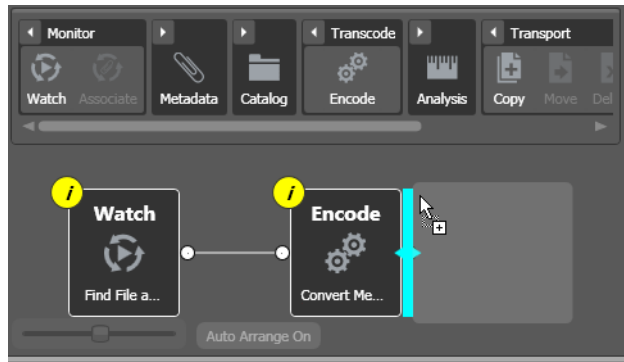 Monitor
Transcode
Transport
Watch
Associate
Metadata
Catalog
Encode
Analysis
Copy
Move
Del
i
i
Watch
Encode
Find File a...
Convert Me...
Auto Arrange On